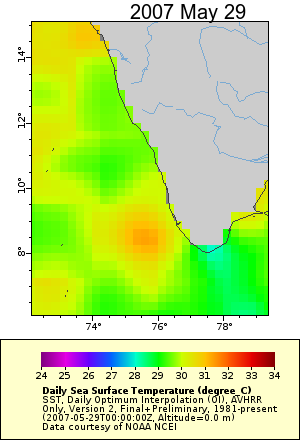 2007 May 29
14°
12°
10°
8°
74°
76°
78°
24 25 26 27 28 29 30 31 32 33 34
Daily Sea Surface Temperature (degree_C)
SST, Daily Optimum Interpolation (OI), AVHRR
Only, Version 2, Final+Preliminary, 1981-present
(2007-05-29T00:00:00Z, Altitude=0.0 m)
Data courtesy of NOAA NCEI